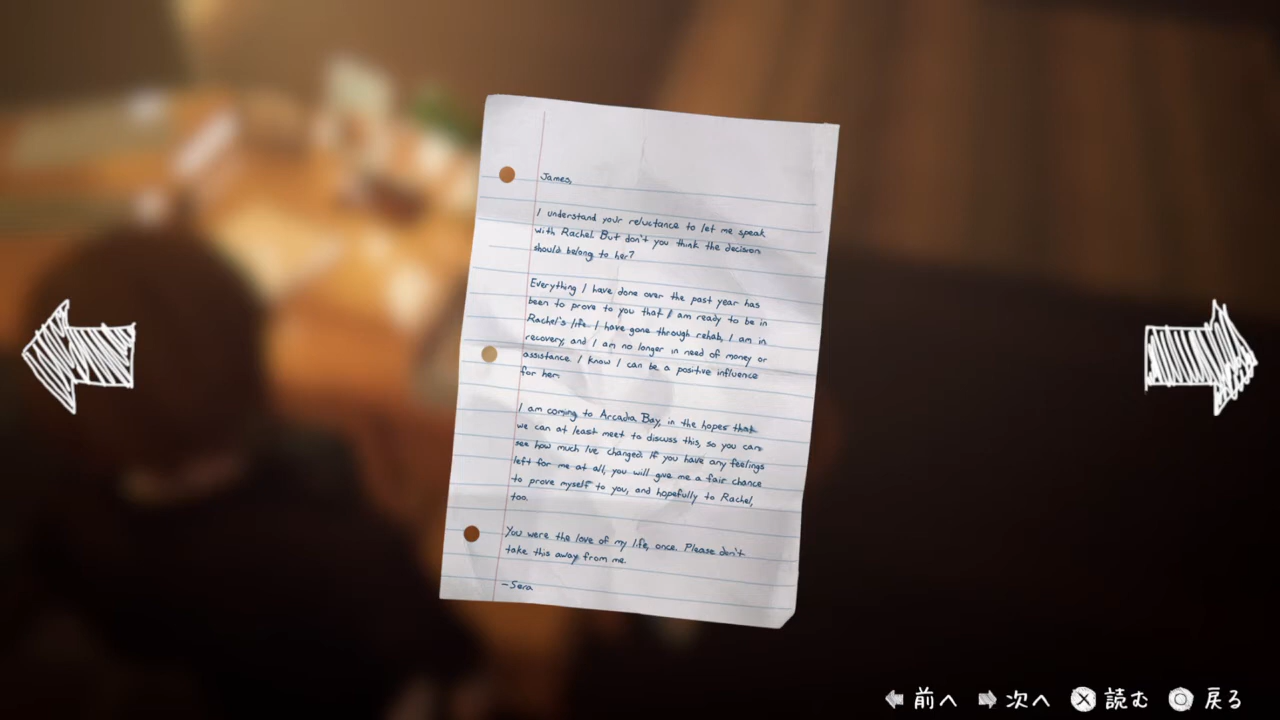 James,
I understand your reluctance to let me speak
with Rachel. But don't you think the decision
should belong to her?
Everything I have done over the past year has
been to prove to you that I am ready to be in
Rachel's life. I have gone through rehab, I am in
recovery, and I am no longer in need of money or
assistance. I know I can be a positive influence
for her.
I am coming to Arcadia Bay, in the hopes that
we can at least meet to discuss this, so you can
see how much I've changed. If you have any feelings
left for me at all, you will give me a fair chance
to prove myself to you, and hopefully to Rachel,
too.
You were the love of my life, once. Please don't
take this away from me.
-Sera
前へ 次へ 読む 戻る